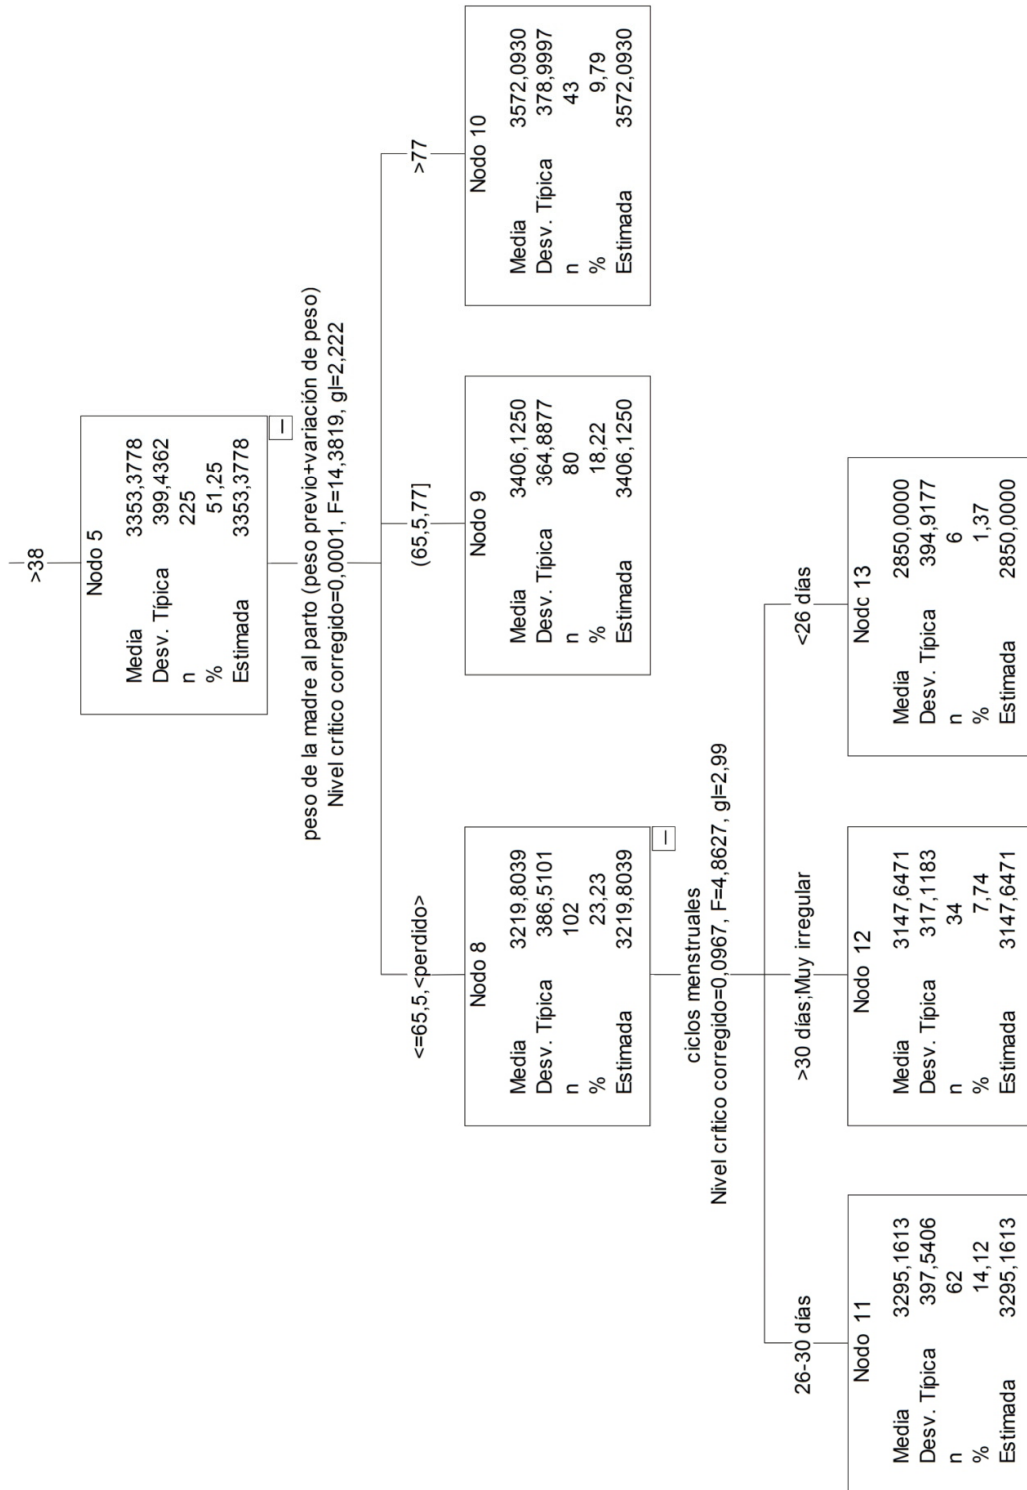 >38
Nodo 5
Media 3353,3778
Desv. Típica 399,4362
n 225
% 51,25
Estimada 3353,3778
peso de la madre al parto (peso previo+variación de peso)
Nivel crítico corregido=0,0001, F=14,3819, gl=2,222
<=65,5,<perdido>
(65,5,77]
>77
Nodo 8
Media 3219,8039
Desv. Típica 386,5101
n 102
% 23,23
Estimada 3219,8039
Nodo 9
Media 3406,1250
Desv. Típica 364,8877
n 80
% 18,22
Estimada 3406,1250
Nodo 10
Media 3572,0930
Desv. Típica 378,9997
n 43
% 9,79
Estimada 3572,0930
ciclos menstruales
Nivel crítico corregido=0,0967, F=4,8627, gl=2,99
26-30 días
>30 días;Muy irregular
<26 días
Nodo 11
Media 3295,1613
Desv. Típica 397,5406
n 62
% 14,12
Estimada 3295,1613
Nodo 12
Media 3147,6471
Desv. Típica 317,1183
n 34
% 7,74
Estimada 3147,6471
Nodc 13
Media 2850,0000
Desv. Típica 394,9177
n 6
% 1,37
Estimada 2850,0000